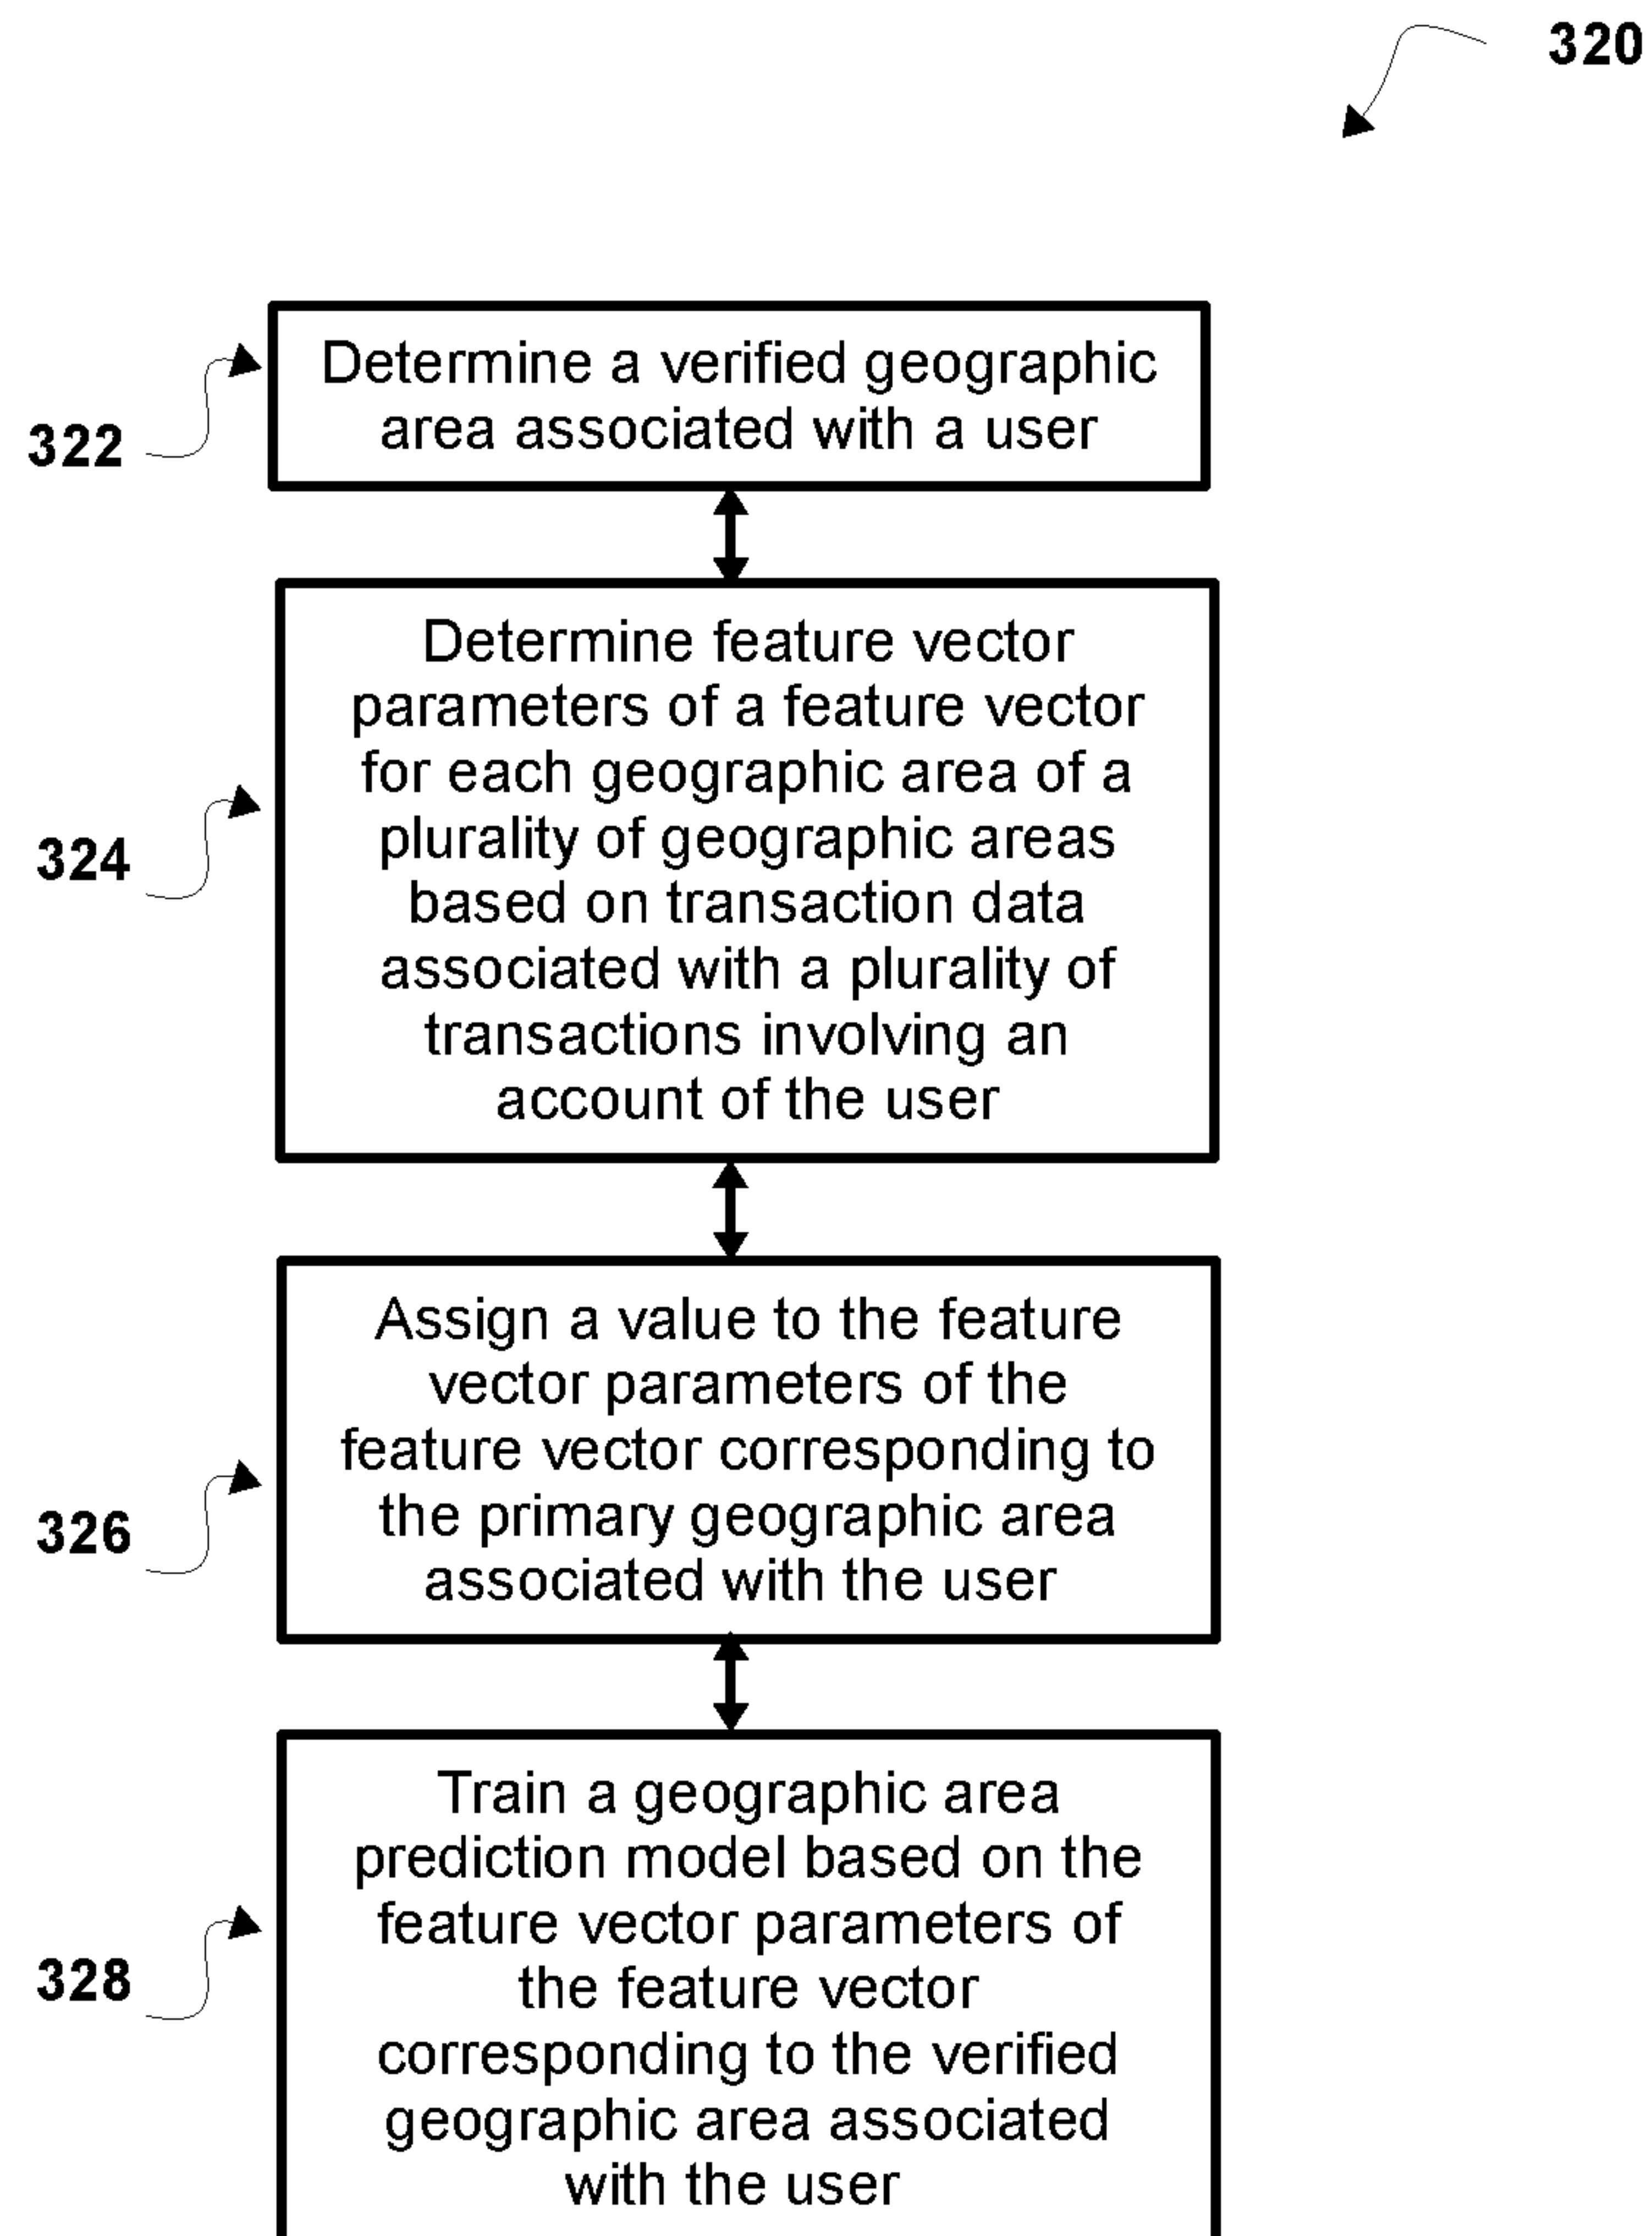 320
322
Determine a verified geographic
area associated with a user
324
Determine feature vector
parameters of a feature vector
for each geographic area of a
plurality of geographic areas
based on transaction data
associated with a plurality of
transactions involving an
account of the user
326
Assign a value to the feature
vector parameters of the
feature vector corresponding to
the primary geographic area
associated with the user
328
Train a geographic area
prediction model based on the
feature vector parameters of
the feature vector
corresponding to the verified
geographic area associated
with the user